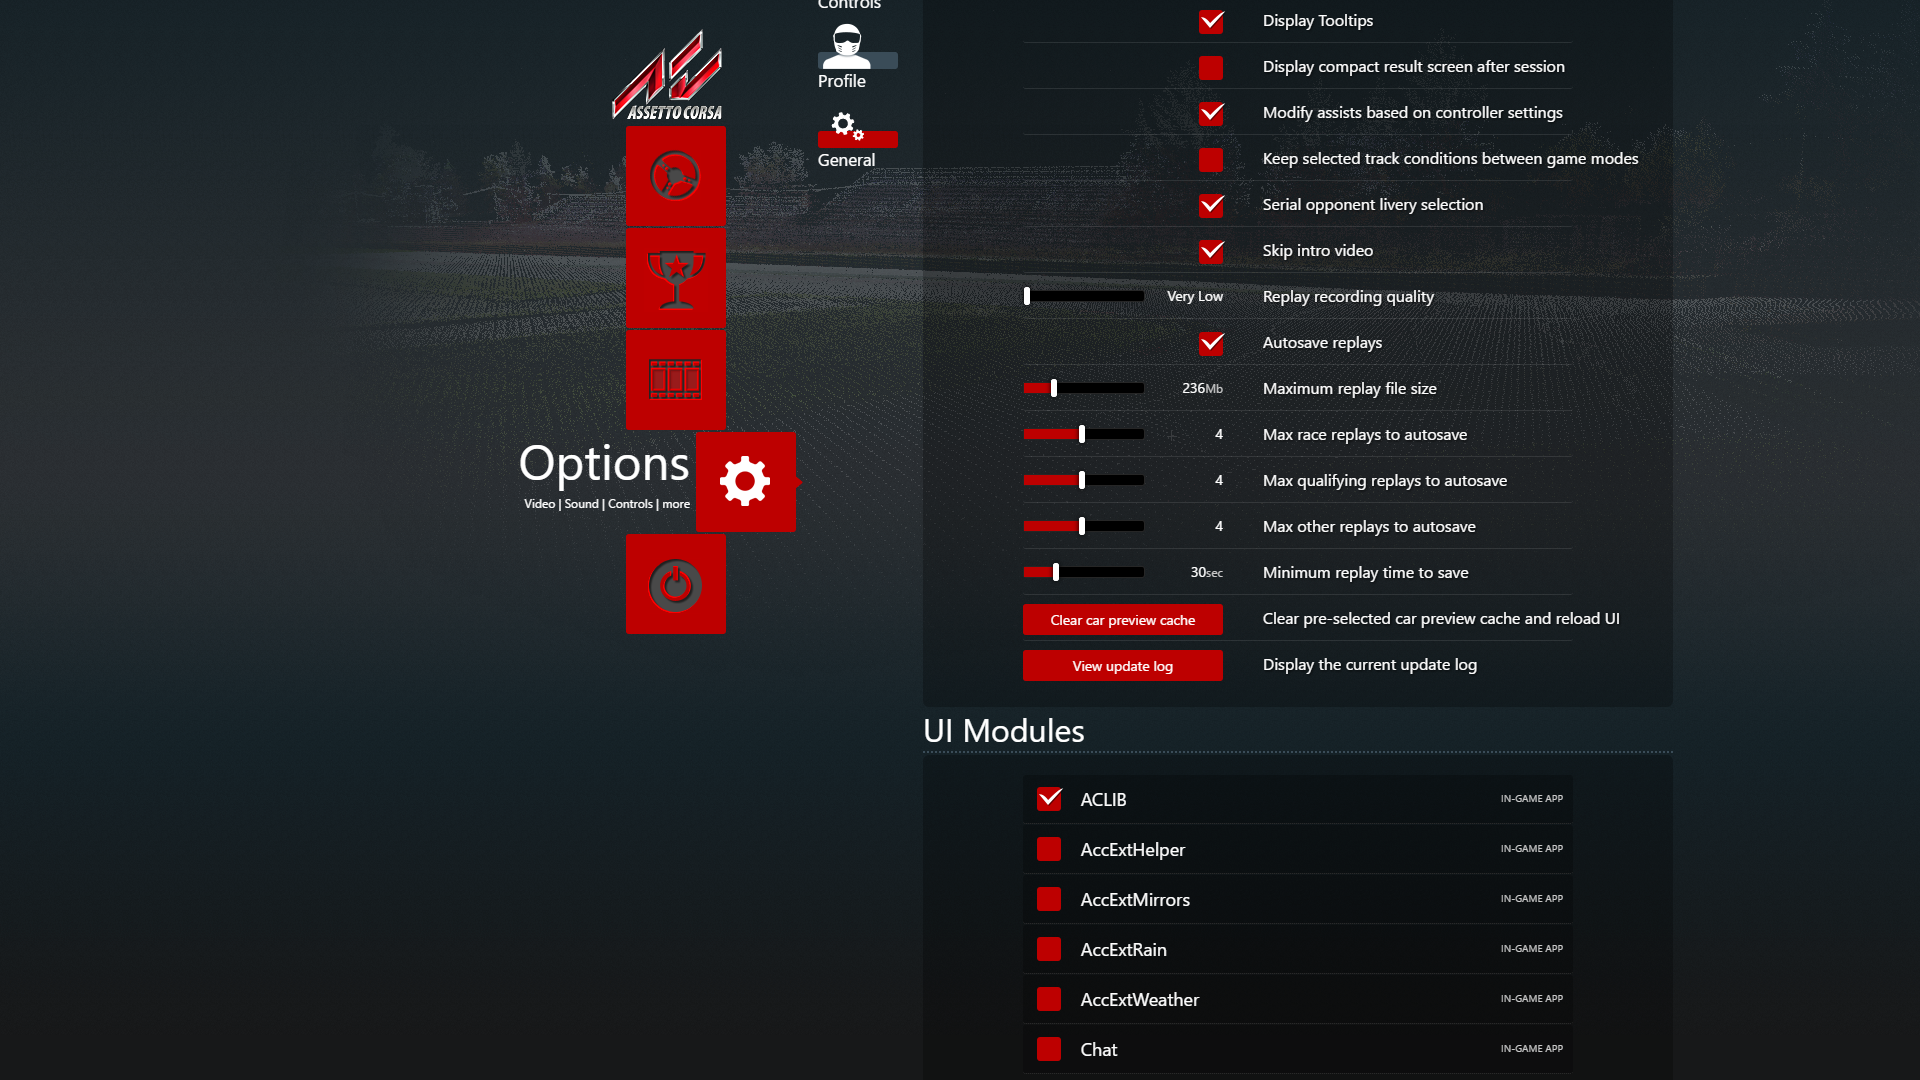 Controls
Profile
General
ASSETTO CORSA
Options
Video | Sound | Controls | more
Display Tooltips
Display compact result screen after session
Modify assists based on controller settings
Keep selected track conditions between game modes
Serial opponent livery selection
Skip intro video
Very Low Replay recording quality
Autosave replays
236Mb Maximum replay file size
4 Max race replays to autosave
4 Max qualifying replays to autosave
4 Max other replays to autosave
30sec Minimum replay time to save
Clear car preview cache Clear pre-selected car preview cache and reload UI
View update log Display the current update log
UI Modules
ACLIB IN-GAME APP
AccExtHelper IN-GAME APP
AccExtMirrors IN-GAME APP
AccExtRain IN-GAME APP
AccExtWeather IN-GAME APP
Chat IN-GAME APP